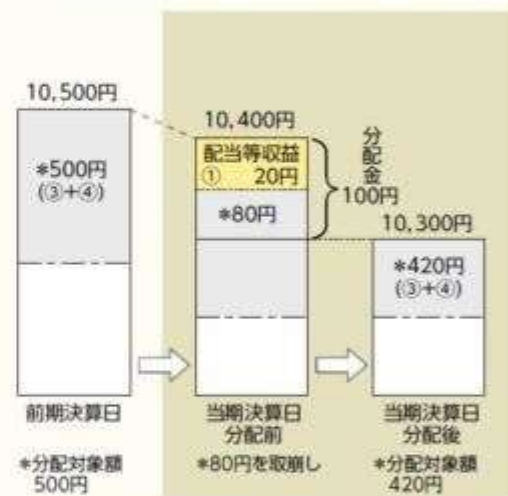 10,500円
*500円
(③+④)
前期決算日
*分配対象額
500円
10,400円
配当等収益
① 20円
*80円
分配金
100円
当期決算日
分配前
*80円を取崩し
10,300円
*420円
(③+④)
当期決算日
分配後
*分配対象額
420円